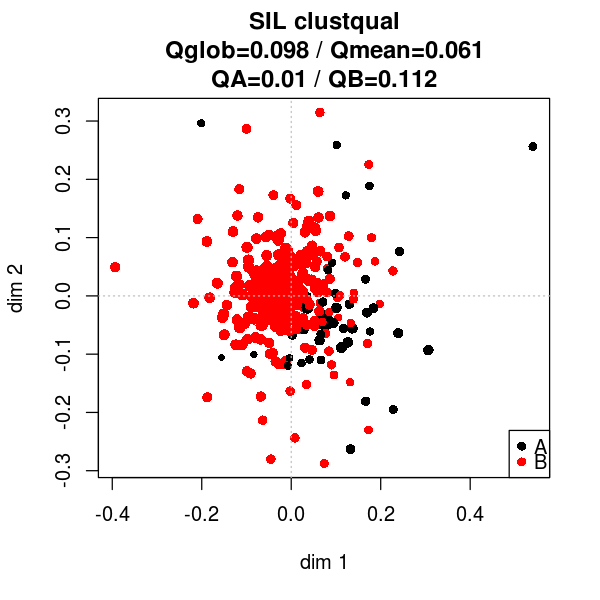 SIL clustqual
Qglob=0.098 / Qmean=0.061
QA=0.01 / QB=0.112
dim 2
0.3
0.2
0.1
0.0
-0.1
-0.2
-0.3
A
B
-0.4 -0.2 0.0 0.2 0.4
dim 1